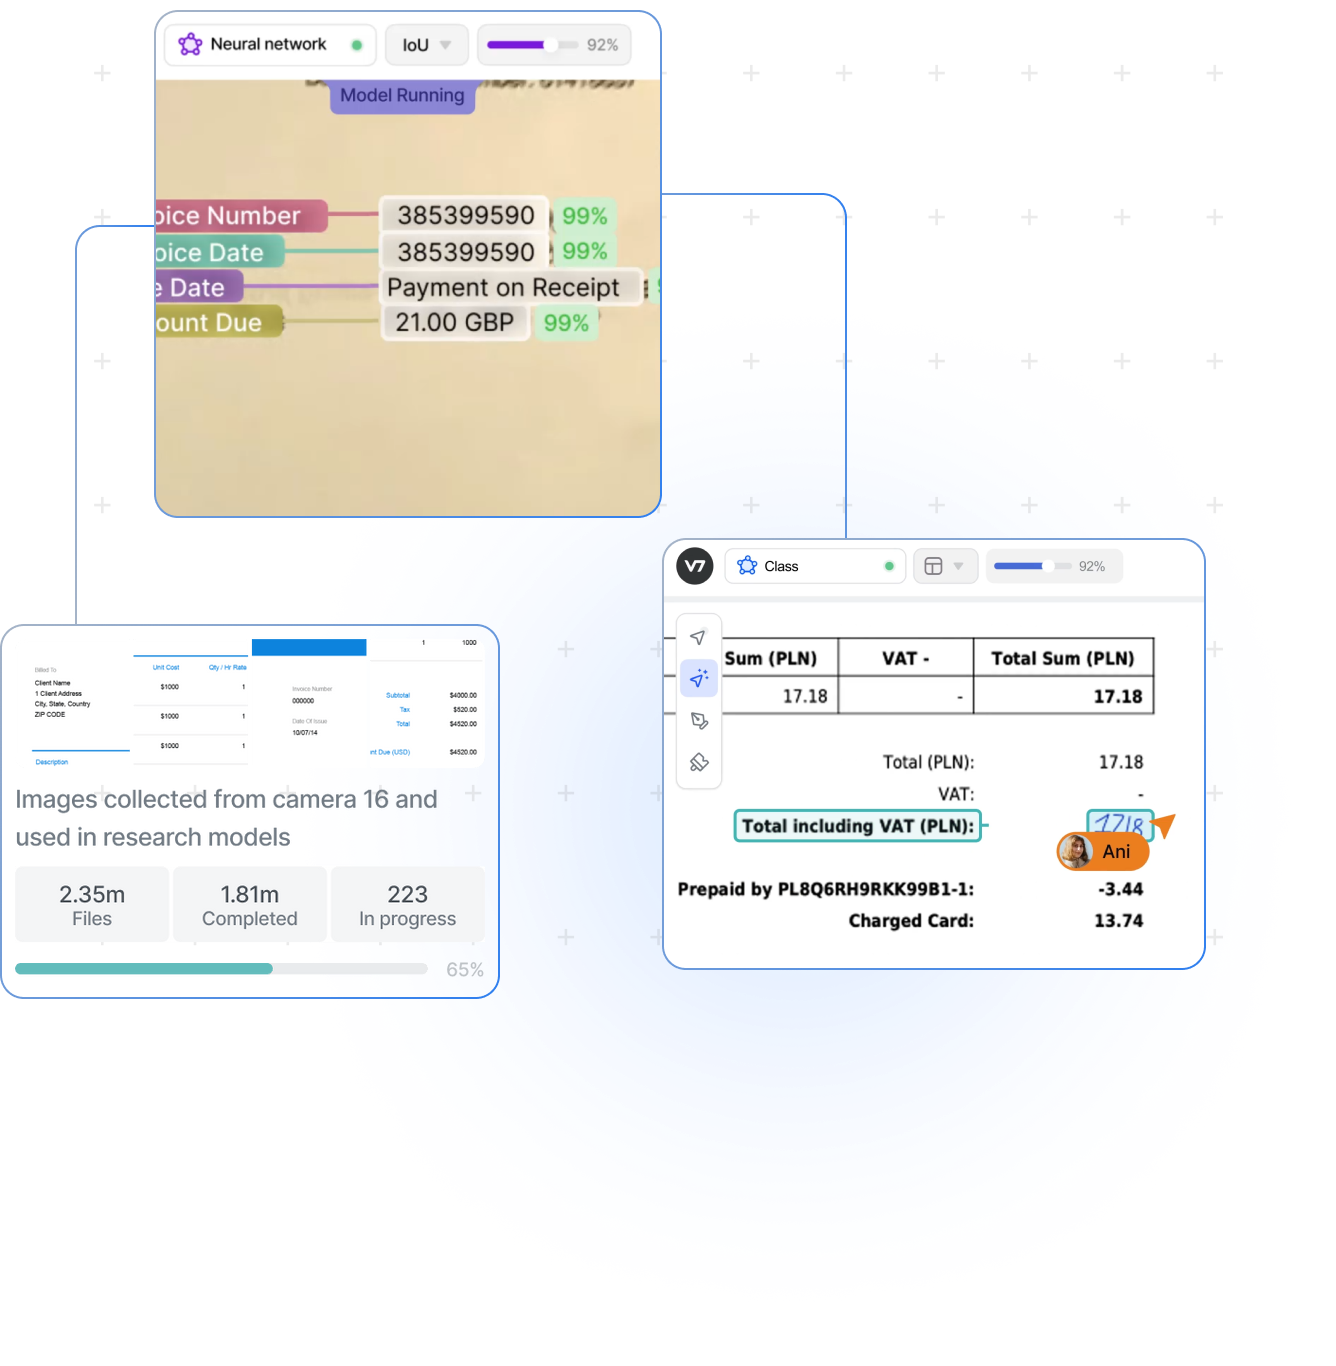 Neural network IoU 92%
Model Running
oice Number 385399590 99%
oice Date 385399590 99%
e Date Payment on Receipt
ount Due 21.00 GBP 99%
V7 Class 92%
Sum (PLN) VAT - Total Sum (PLN)
17.18 - 17.18
Total (PLN): 17.18
VAT: -
Total including VAT (PLN): 1718
Ani
Prepaid by PL8Q6RH9RKK99B1-1: -3.44
Charged Card: 13.74
Billed To
Client Name
1 Client Address
City, State, Country
ZIP CODE
Description
Unit Cost Qty / Hr Rate
$1000 1
$1000 1
$1000 1
Invoice Number
000000
Date Of Issue
10/07/14
1 1000
Subtotal $4000.00
Tax $520.00
Total $4520.00
nt Due (USD) $4520.00
Images collected from camera 16 and
used in research models
2.35m 1.81m 223
Files Completed In progress
65%